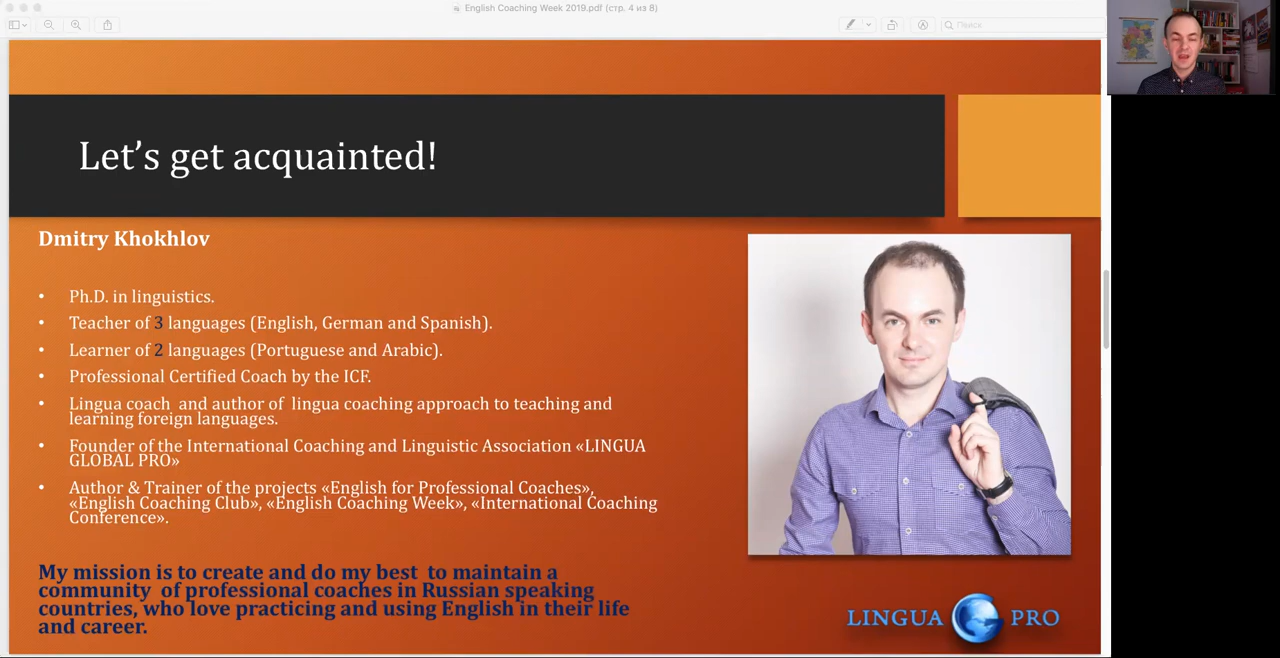 English Coaching Week 2019.pdf (стр. 4 из 8)
Поиск
Let’s get acquainted!
Dmitry Khokhlov
• Ph.D. in linguistics.
• Teacher of 3 languages (English, German and Spanish).
• Learner of 2 languages (Portuguese and Arabic).
• Professional Certified Coach by the ICF.
• Lingua coach and author of lingua coaching approach to teaching and
learning foreign languages.
• Founder of the International Coaching and Linguistic Association «LINGUA
GLOBAL PRO»
• Author & Trainer of the projects «English for Professional Coaches»,
«English Coaching Club», «English Coaching Week», «International Coaching
Conference».
My mission is to create and do my best to maintain a
community of professional coaches in Russian speaking
countries, who love practicing and using English in their life
and career.
LINGUA PRO